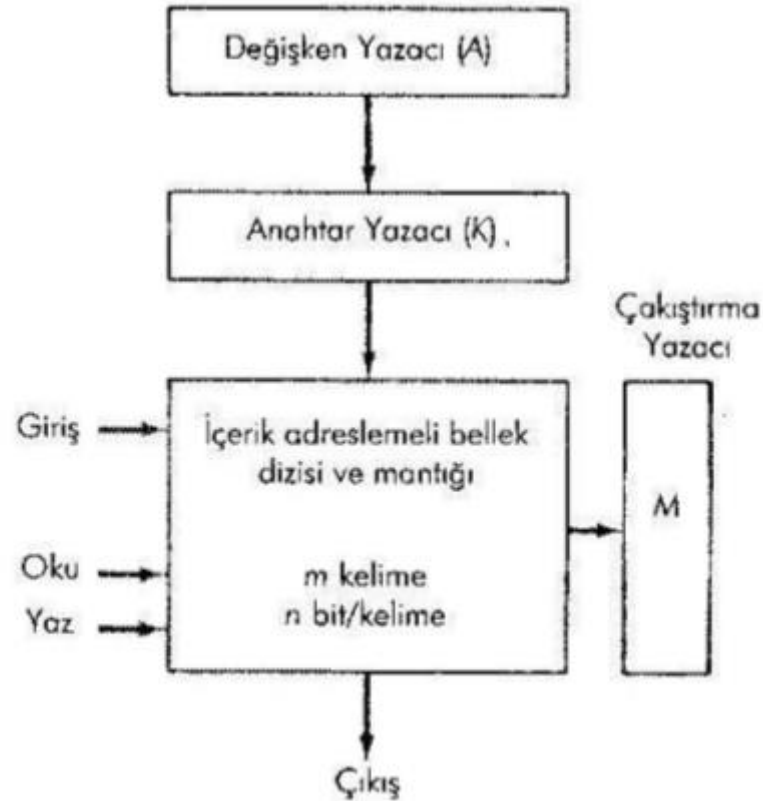 Değişken Yazacı (A)
Anahtar Yazacı (K)
Çakıştırma
Yazacı
Giriş
İçerik adreslemeli bellek
dizisi ve mantığı
M
Oku
m kelime
Yaz
n bit/kelime
Çıkış